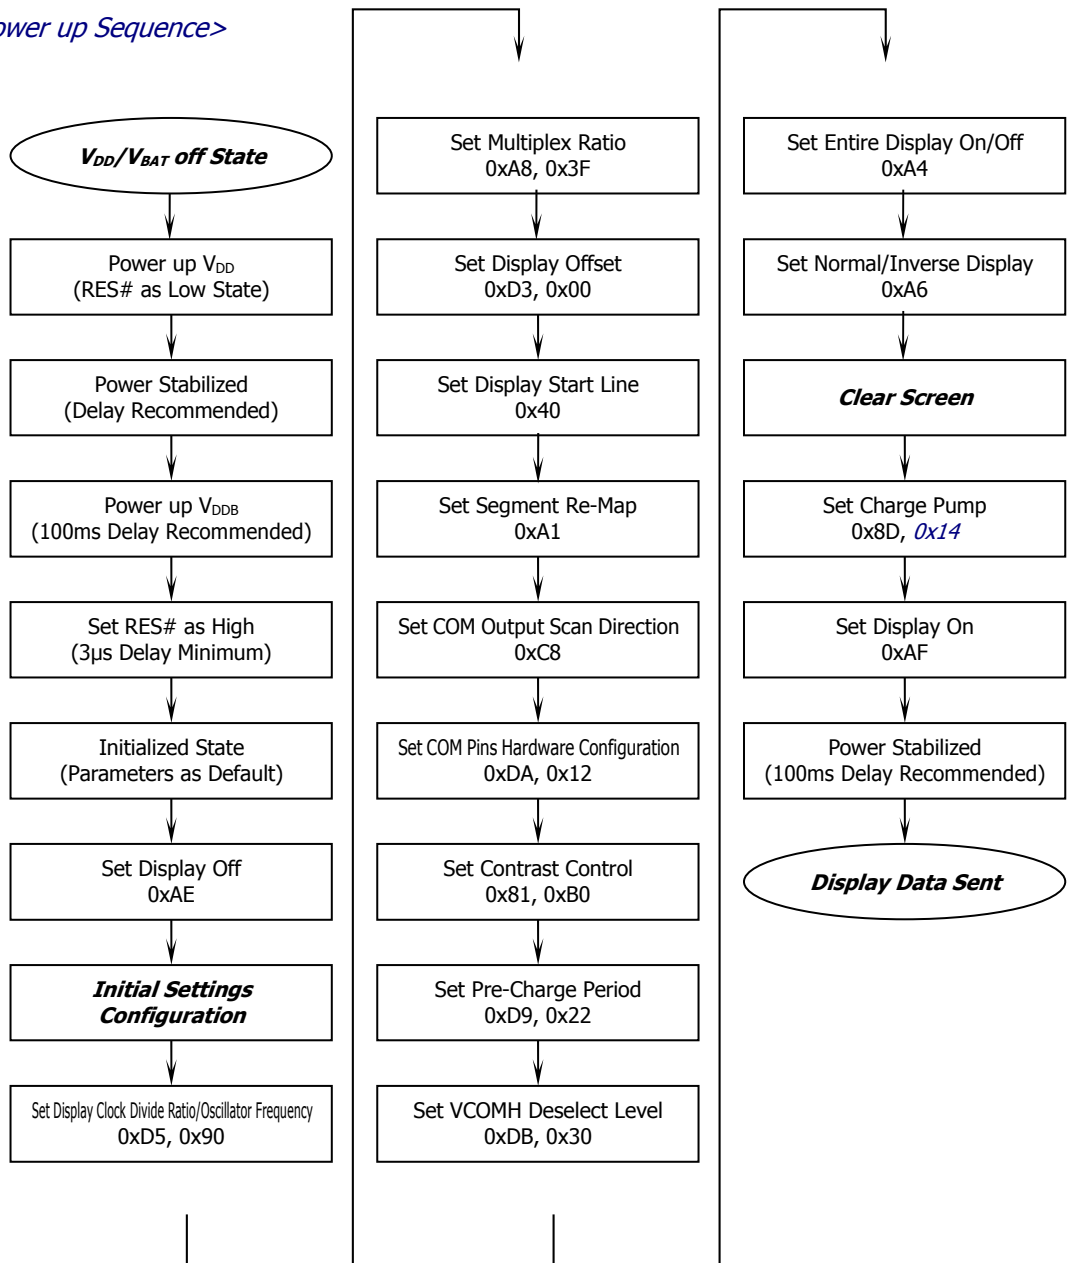 ower up Sequence>
VDD/VBAT off State
Power up VDD
(RES# as Low State)
Power Stabilized
(Delay Recommended)
Power up VDDB
(100ms Delay Recommended)
Set RES# as High
(3μs Delay Minimum)
Initialized State
(Parameters as Default)
Set Display Off
0xAE
Initial Settings
Configuration
Set Display Clock Divide Ratio/Oscillator Frequency
0xD5, 0x90
Set Multiplex Ratio
0xA8, 0x3F
Set Display Offset
0xD3, 0x00
Set Display Start Line
0x40
Set Segment Re-Map
0xA1
Set COM Output Scan Direction
0xC8
Set COM Pins Hardware Configuration
0xDA, 0x12
Set Contrast Control
0x81, 0xB0
Set Pre-Charge Period
0xD9, 0x22
Set VCOMH Deselect Level
0xDB, 0x30
Set Entire Display On/Off
0xA4
Set Normal/Inverse Display
0xA6
Clear Screen
Set Charge Pump
0x8D, 0x14
Set Display On
0xAF
Power Stabilized
(100ms Delay Recommended)
Display Data Sent